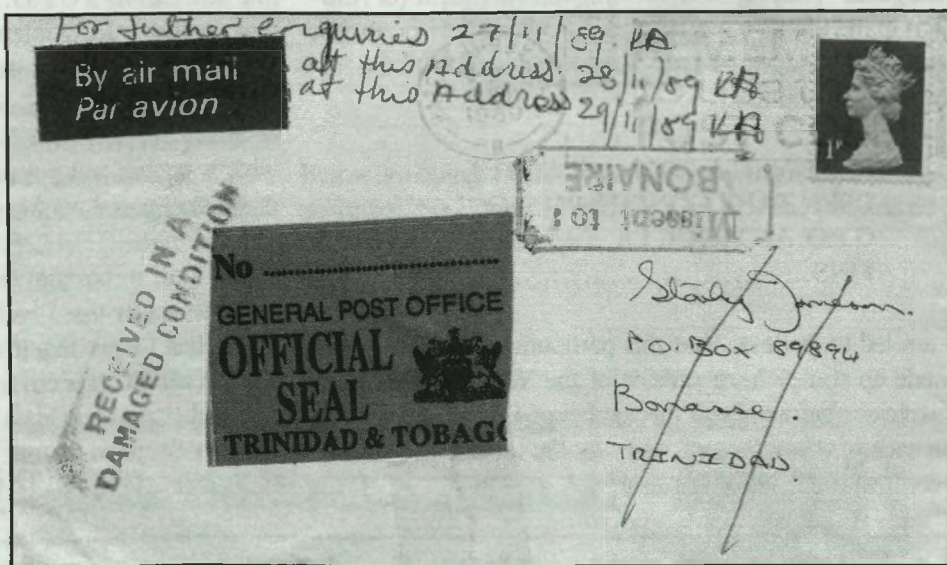 For futher enquiries 27/11/89 KA
at this Address. 28/11/89 KA
at this Address 29/11/89 KA
By air mail
Par avion
Missent to:
BONAIRE
RECEIVED IN A
DAMAGED CONDITION
No
GENERAL POST OFFICE
OFFICIAL
SEAL
TRINIDAD & TOBAGO
P.O. BOX 89894
Bonasse.
TRINIDAD.